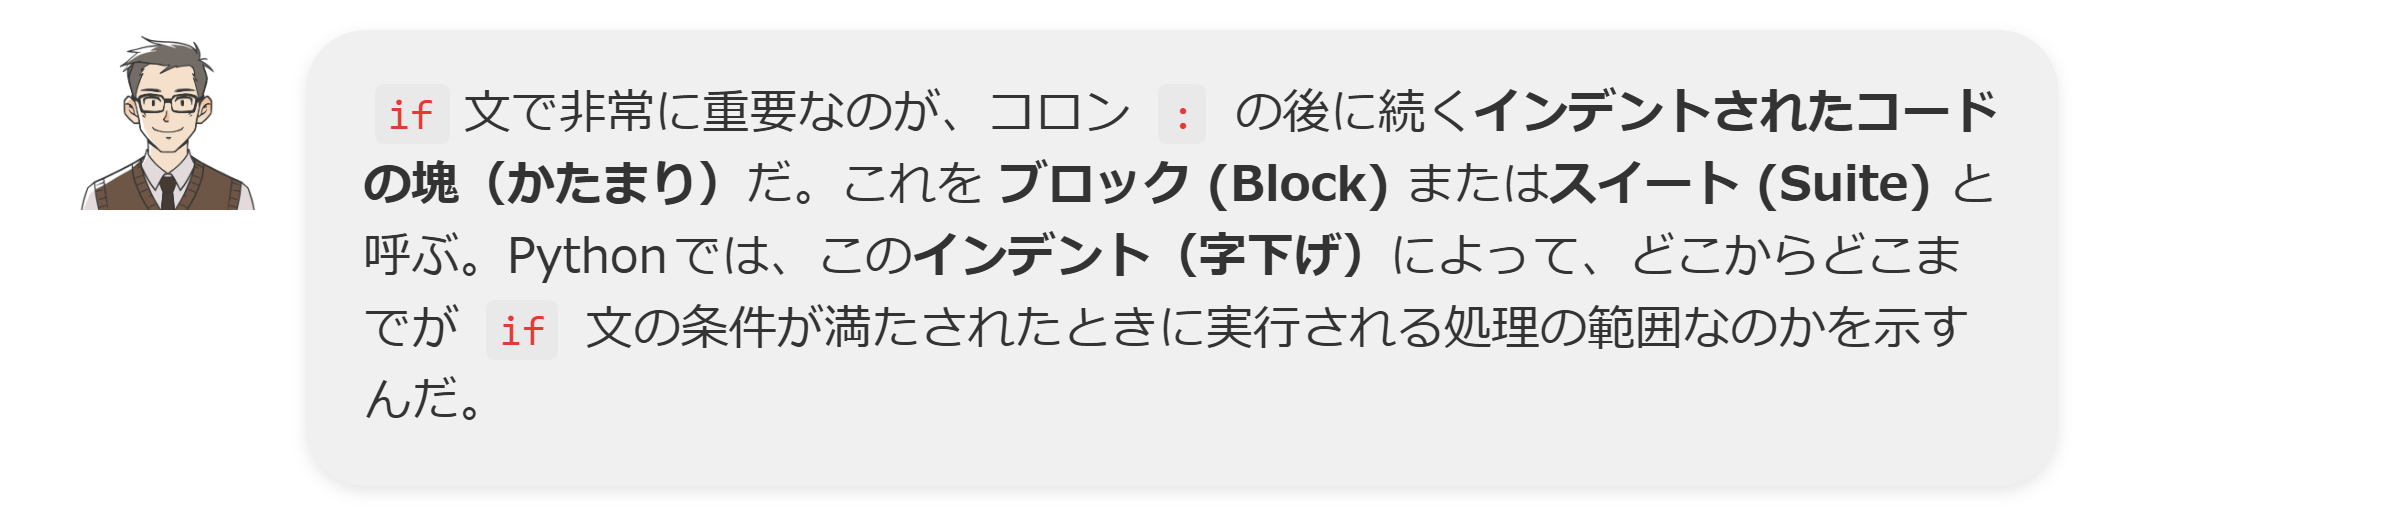 if 文で非常に重要なのが、コロン : の後に続くインデントされたコード
の塊（かたまり）だ。これを ブロック (Block) またはスイート (Suite) と
呼ぶ。Pythonでは、このインデント（字下げ）によって、どこからどこま
でが if 文の条件が満たされたときに実行される処理の範囲なのかを示す
んだ。